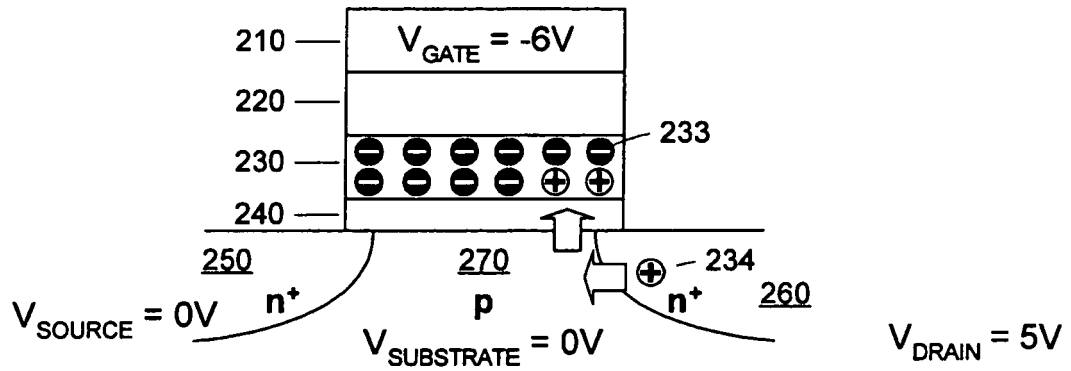 210
V_GATE = -6V
220
233
230
240
250
270
234
n+
p
n+
260
V_SOURCE = 0V
V_SUBSTRATE = 0V
V_DRAIN = 5V